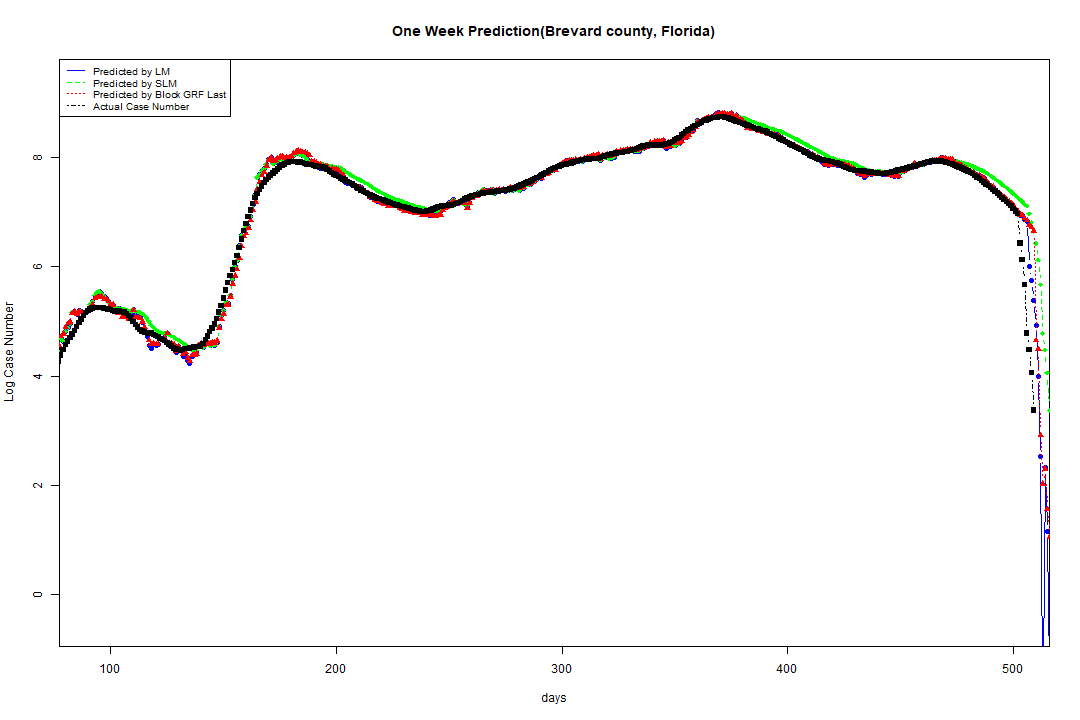 One Week Prediction(Brevard county, Florida)
Predicted by LM
Predicted by SLM
Predicted by Block GRF Last
Actual Case Number
8
6
4
2
0
Log Case Number
100 200 300 400 500
days